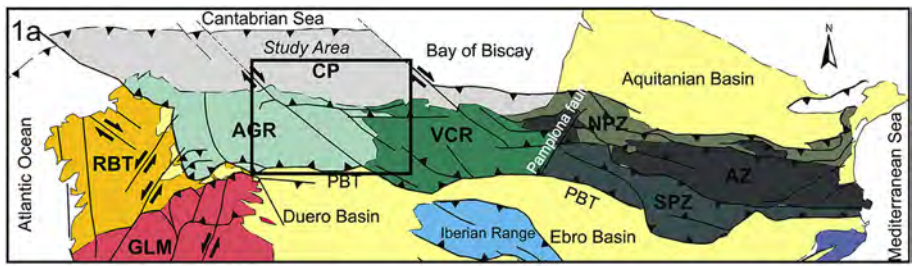 1a
Cantabrian Sea
Study Area
CP
Bay of Biscay
N
Aquitanian Basin
Atlantic Ocean
RBT
AGR
VCR
Pamplona fault
NPZ
AZ
SPZ
PBT
PBT
GLM
Duero Basin
Iberian Range
Ebro Basin
Mediterranean Sea